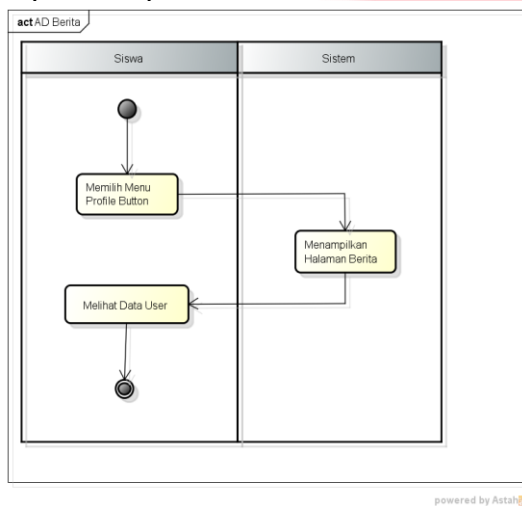 act AD Berita
Siswa
Sistem
Memilih Menu
Profile Button
Menampilkan
Halaman Berita
Melihat Data User
powered by Astah